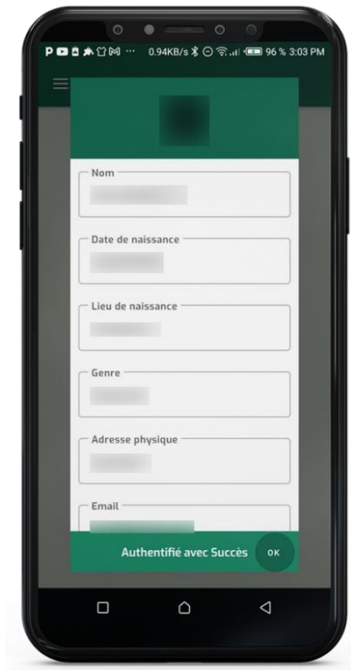 0.94KB/s 96 % 3:03 PM
Nom
Date de naissance
Lieu de naissance
Genre
Adresse physique
Email
Authentifié avec Succès OK